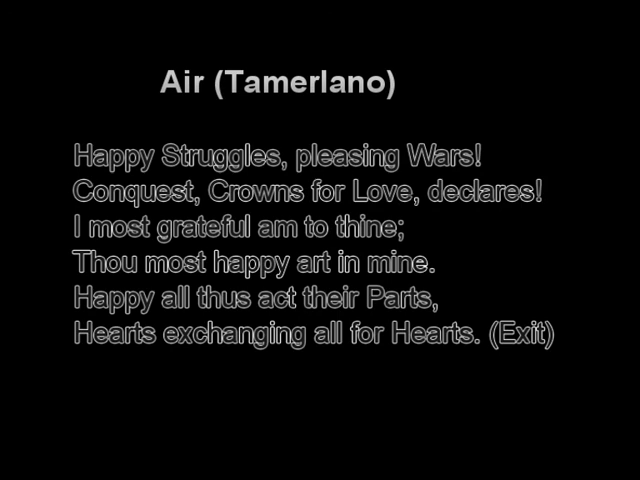 Air (Tamerlano)
Happy Struggles, pleasing Wars!
Conquest, Crowns for Love, declares!
I most grateful am to thine;
Thou most happy art in mine.
Happy all thus act their Parts,
Hearts exchanging all for Hearts. (Exit)